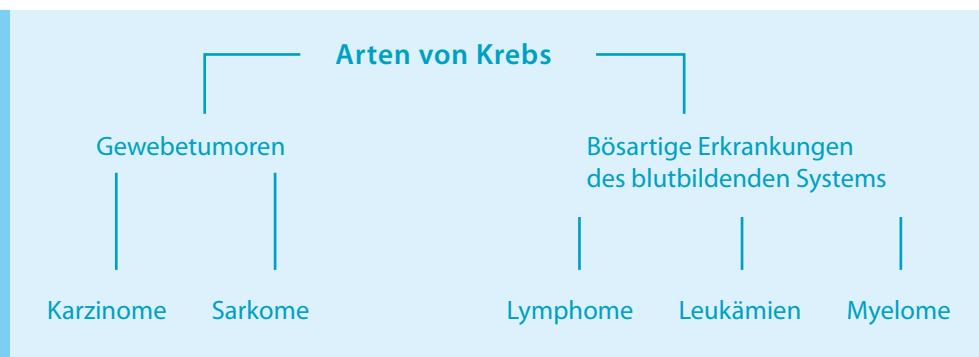 Arten von Krebs
Gewebetumoren
Bösartige Erkrankungen
des blutbildenden Systems
Karzinome
Sarkome
Lymphome
Leukämien
Myelome